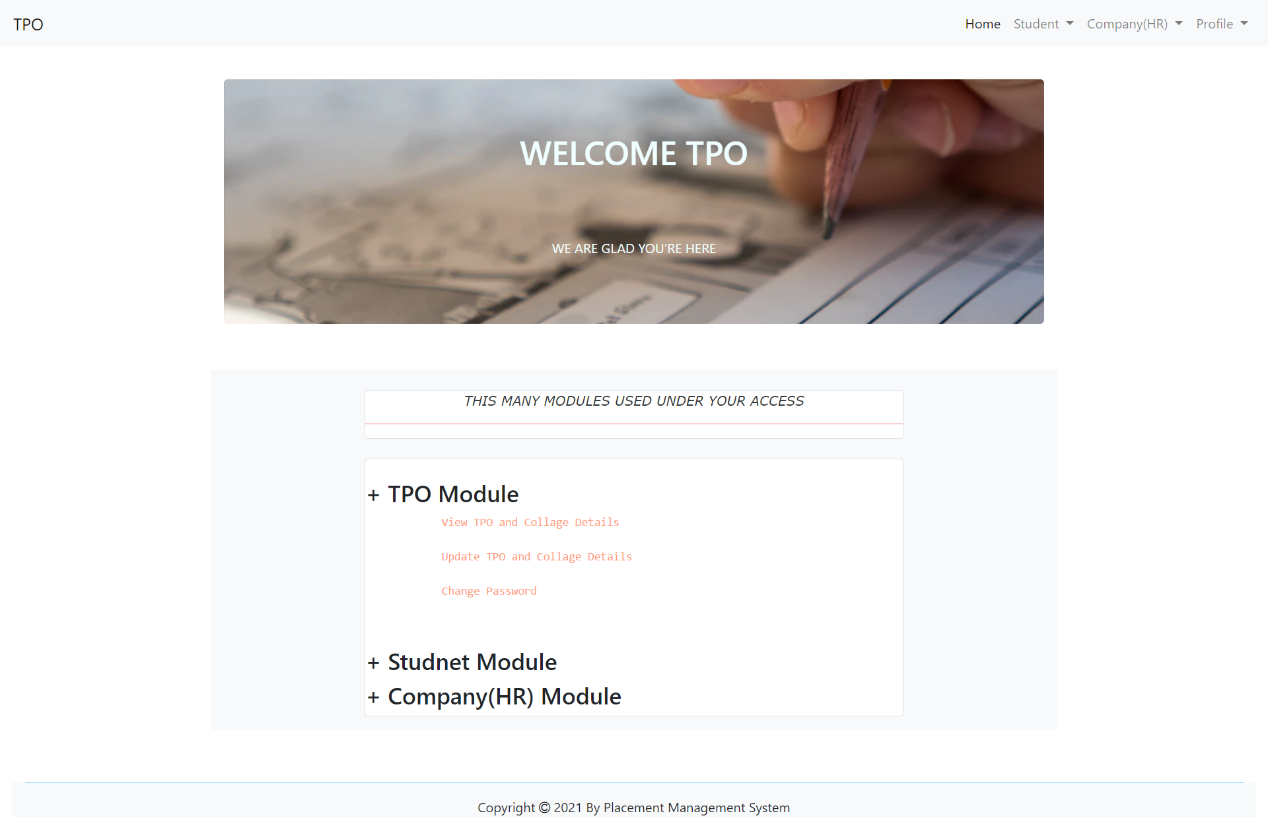 TPO
Home Student Company(HR) Profile
WELCOME TPO
WE ARE GLAD YOU'RE HERE
THIS MANY MODULES USED UNDER YOUR ACCESS
+ TPO Module
View TPO and Collage Details
Update TPO and Collage Details
Change Password
+ Studnet Module
+ Company(HR) Module
Copyright © 2021 By Placement Management System